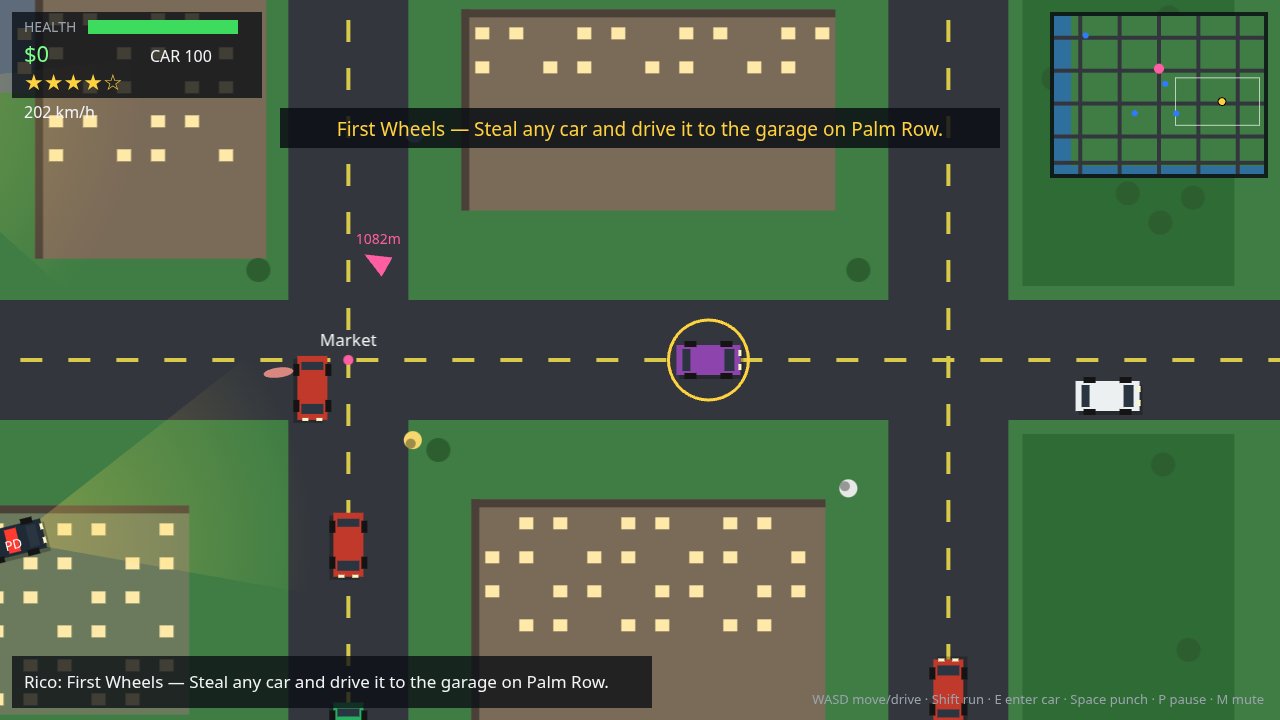 HEALTH
$0
CAR 100
★★★★☆
202 km/h
First Wheels — Steal any car and drive it to the garage on Palm Row.
1082m
Market
PD
Rico: First Wheels — Steal any car and drive it to the garage on Palm Row.
WASD move/drive · Shift run · E enter car · Space punch · P pause · M mute